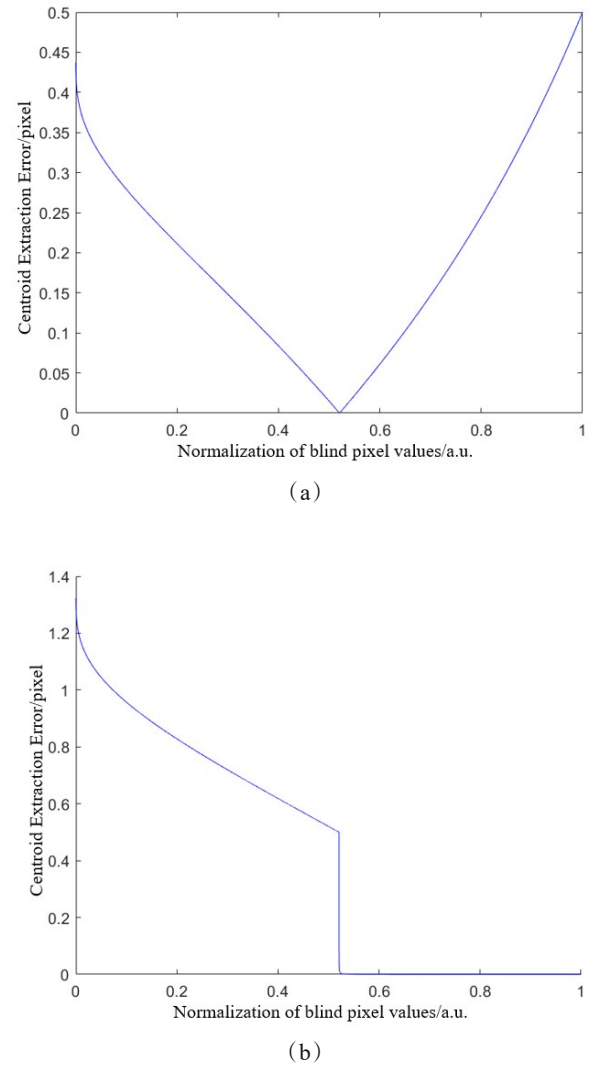 0.5
0.45
0.4
0.35
0.3
0.25
0.2
0.15
0.1
0.05
0
Centroid Extraction Error/pixel
0 0.2 0.4 0.6 0.8 1
Normalization of blind pixel values/a.u.
(a)
1.4
1.2
1
0.8
0.6
0.4
0.2
0
Centroid Extraction Error/pixel
0 0.2 0.4 0.6 0.8 1
Normalization of blind pixel values/a.u.
(b)